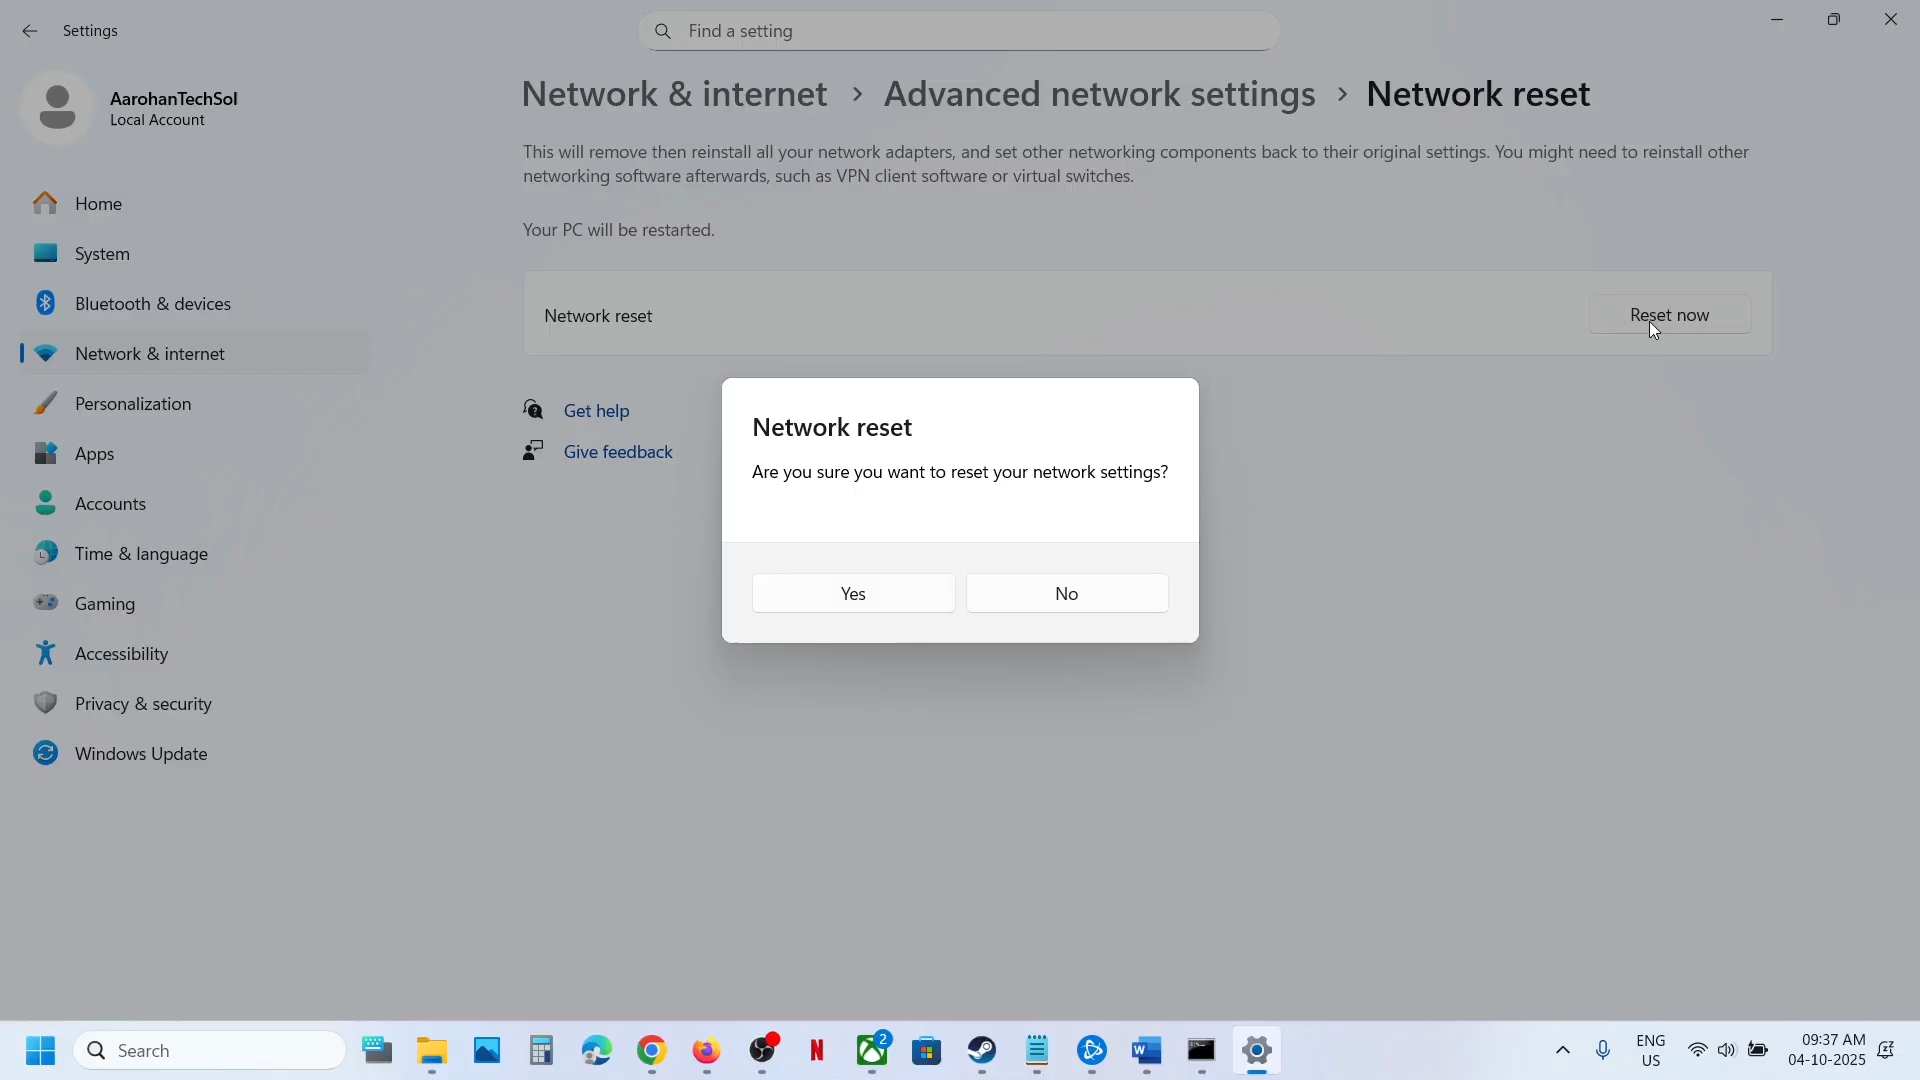 Settings
Find a setting
AarohanTechSol
Local Account
Network & internet > Advanced network settings > Network reset
This will remove then reinstall all your network adapters, and set other networking components back to their original settings. You might need to reinstall other
networking software afterwards, such as VPN client software or virtual switches.
Your PC will be restarted.
Network reset
Reset now
Get help
Give feedback
Home
System
Bluetooth & devices
Network & internet
Personalization
Apps
Accounts
Time & language
Gaming
Accessibility
Privacy & security
Windows Update
Network reset
Are you sure you want to reset your network settings?
Yes
No
Search
2
ENG
US
09:37 AM
04-10-2025